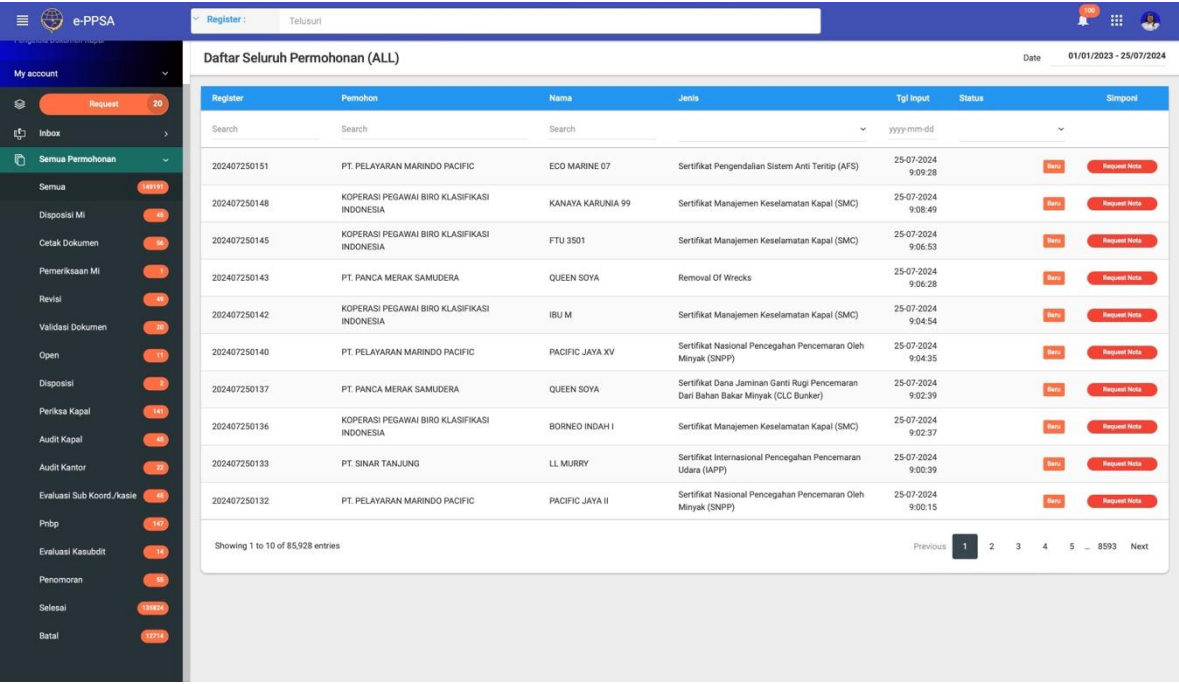 e-PPSA
Register :
Telusuri
100
My account
Request 20
Inbox
Semua Permohonan
Semua 149191
Disposisi Mi 45
Cetak Dokumen 56
Pemeriksaan Mi 1
Revisi 49
Validasi Dokumen 20
Open 11
Disposisi 3
Periksa Kapal 141
Audit Kapal 48
Audit Kantor 22
Evaluasi Sub Koord./kasie 45
Pnbp 147
Evaluasi Kasubdit 14
Penomoran 55
Selesai 135824
Batal 12714
Daftar Seluruh Permohonan (ALL)
Date 01/01/2023 - 25/07/2024
Register Pemohon Nama Jenis Tgl Input Status Simponi
Search Search Search yyyy-mm-dd
202407250151 PT. PELAYARAN MARINDO PACIFIC ECO MARINE 07 Sertifikat Pengendalian Sistem Anti Teritip (AFS) 25-07-2024 Baru Request Nota
9:09:28
202407250148 KOPERASI PEGAWAI BIRO KLASIFIKASI KANAYA KARUNIA 99 Sertifikat Manajemen Keselamatan Kapal (SMC) 25-07-2024 Baru Request Nota
INDONESIA 9:08:49
202407250145 KOPERASI PEGAWAI BIRO KLASIFIKASI FTU 3501 Sertifikat Manajemen Keselamatan Kapal (SMC) 25-07-2024 Baru Request Nota
INDONESIA 9:06:53
202407250143 PT. PANCA MERAK SAMUDERA QUEEN SOYA Removal Of Wrecks 25-07-2024 Baru Request Nota
9:06:28
202407250142 KOPERASI PEGAWAI BIRO KLASIFIKASI IBU M Sertifikat Manajemen Keselamatan Kapal (SMC) 25-07-2024 Baru Request Nota
INDONESIA 9:04:54
202407250140 PT. PELAYARAN MARINDO PACIFIC PACIFIC JAYA XV Sertifikat Nasional Pencegahan Pencemaran Oleh 25-07-2024 Baru Request Nota
Minyak (SNPP) 9:04:35
202407250137 PT. PANCA MERAK SAMUDERA QUEEN SOYA Sertifikat Dana Jaminan Ganti Rugi Pencemaran 25-07-2024 Baru Request Nota
Dari Bahan Bakar Minyak (CLC Bunker) 9:02:39
202407250136 KOPERASI PEGAWAI BIRO KLASIFIKASI BORNEO INDAH I Sertifikat Manajemen Keselamatan Kapal (SMC) 25-07-2024 Baru Request Nota
INDONESIA 9:02:37
202407250133 PT. SINAR TANJUNG LL MURRY Sertifikat Internasional Pencegahan Pencemaran 25-07-2024 Baru Request Nota
Udara (IAPP) 9:00:39
202407250132 PT. PELAYARAN MARINDO PACIFIC PACIFIC JAYA II Sertifikat Nasional Pencegahan Pencemaran Oleh 25-07-2024 Baru Request Nota
Minyak (SNPP) 9:00:15
Showing 1 to 10 of 85,928 entries
Previous 1 2 3 4 5 ... 8593 Next